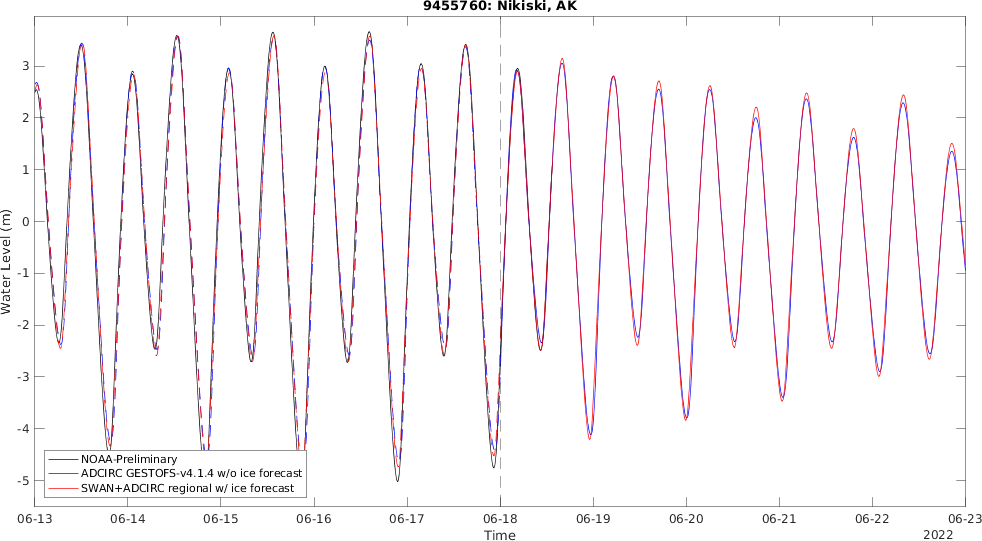 9455760: Nikiski, AK
Water Level (m)
3
2
1
0
-1
-2
-3
-4
-5
NOAA-Preliminary
ADCIRC GESTOFS-v4.1.4 w/o ice forecast
SWAN+ADCIRC regional w/ ice forecast
06-13 06-14 06-15 06-16 06-17 06-18 06-19 06-20 06-21 06-22 06-23
Time
2022